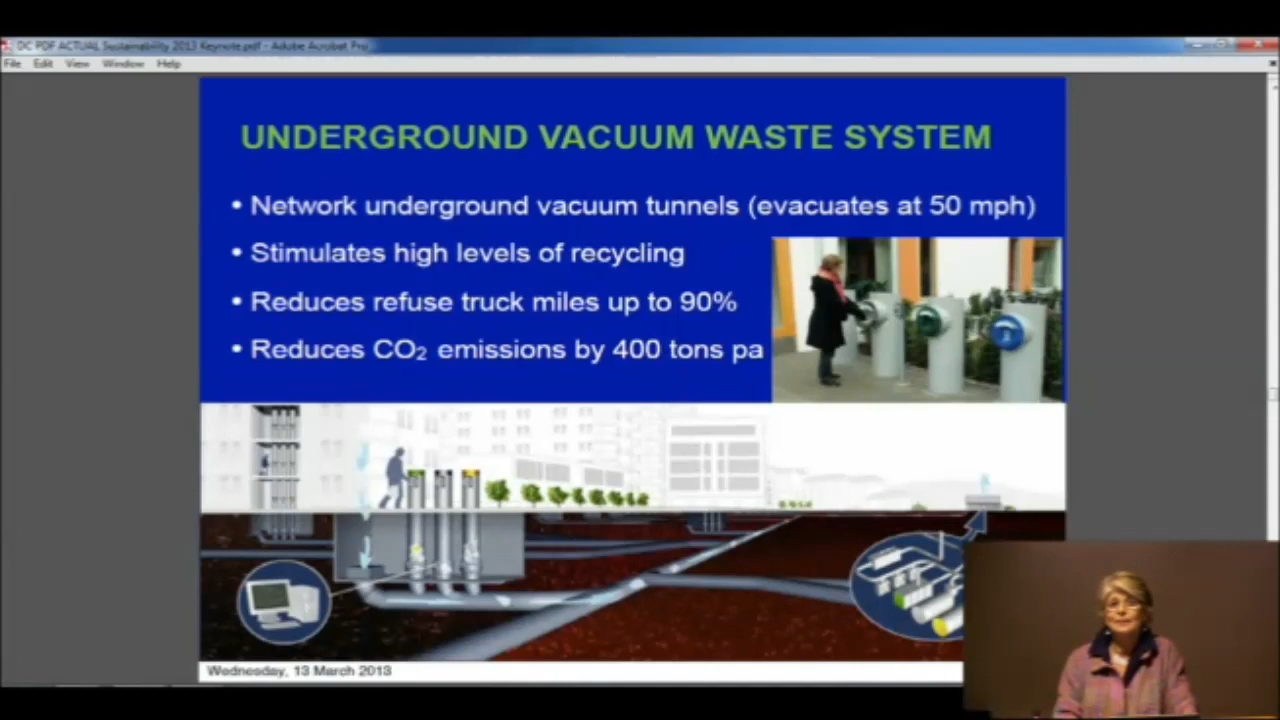 DC PDF ACTUAL Sustainability 2013 Keynote.pdf - Adobe Acrobat Pro
File Edit View Window Help
UNDERGROUND VACUUM WASTE SYSTEM
• Network underground vacuum tunnels (evacuates at 50 mph)
• Stimulates high levels of recycling
• Reduces refuse truck miles up to 90%
• Reduces CO₂ emissions by 400 tons pa
Wednesday, 13 March 2013